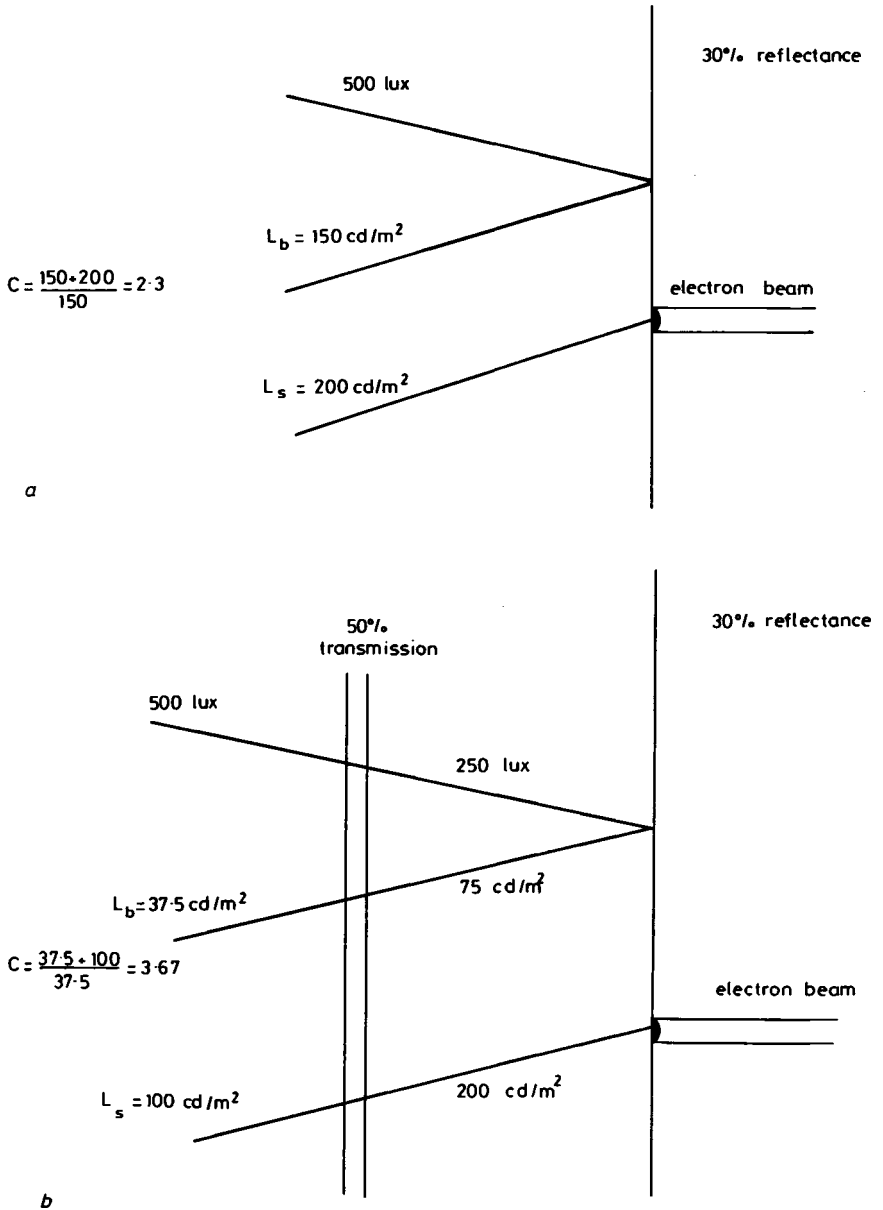 30% reflectance
500 lux
L_b = 150 cd/m²
C = 150+200 / 150 = 2·3
electron beam
L_s = 200 cd/m²
a
50%
transmission
30% reflectance
500 lux
250 lux
L_b = 37·5 cd/m²
75 cd/m²
C = 37·5 + 100 / 37·5 = 3·67
electron beam
L_s = 100 cd/m²
200 cd/m²
b